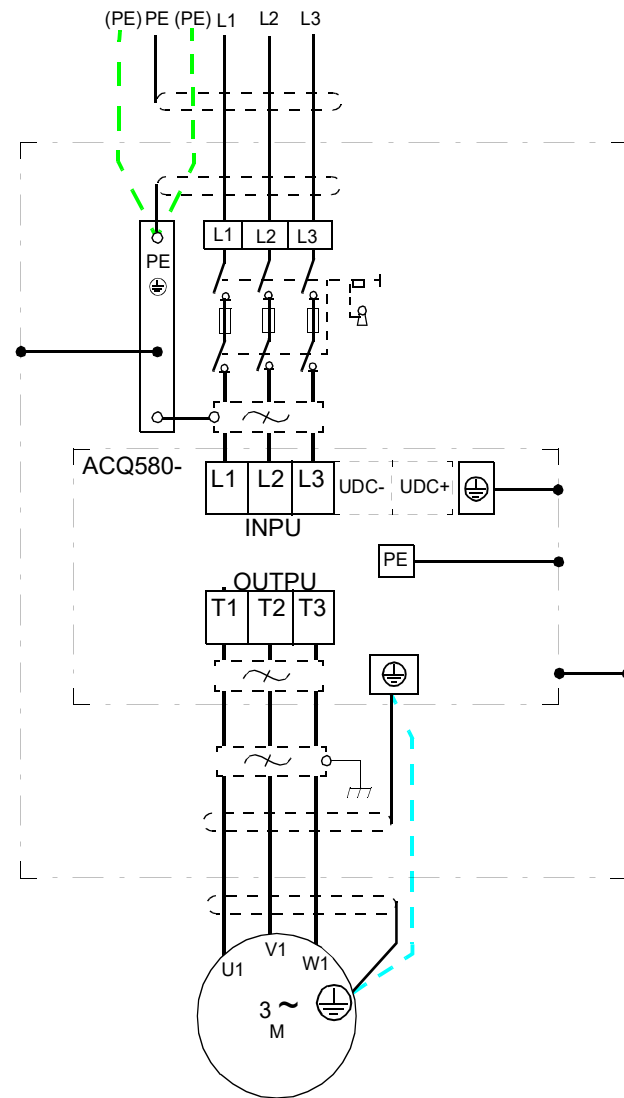 (PE) PE (PE) L1 L2 L3
L1 L2 L3
PE
ACQ580-
L1 L2 L3 UDC- UDC+
INPU
PE
OUTPU
T1 T2 T3
V1
U1 W1
3 ~
M